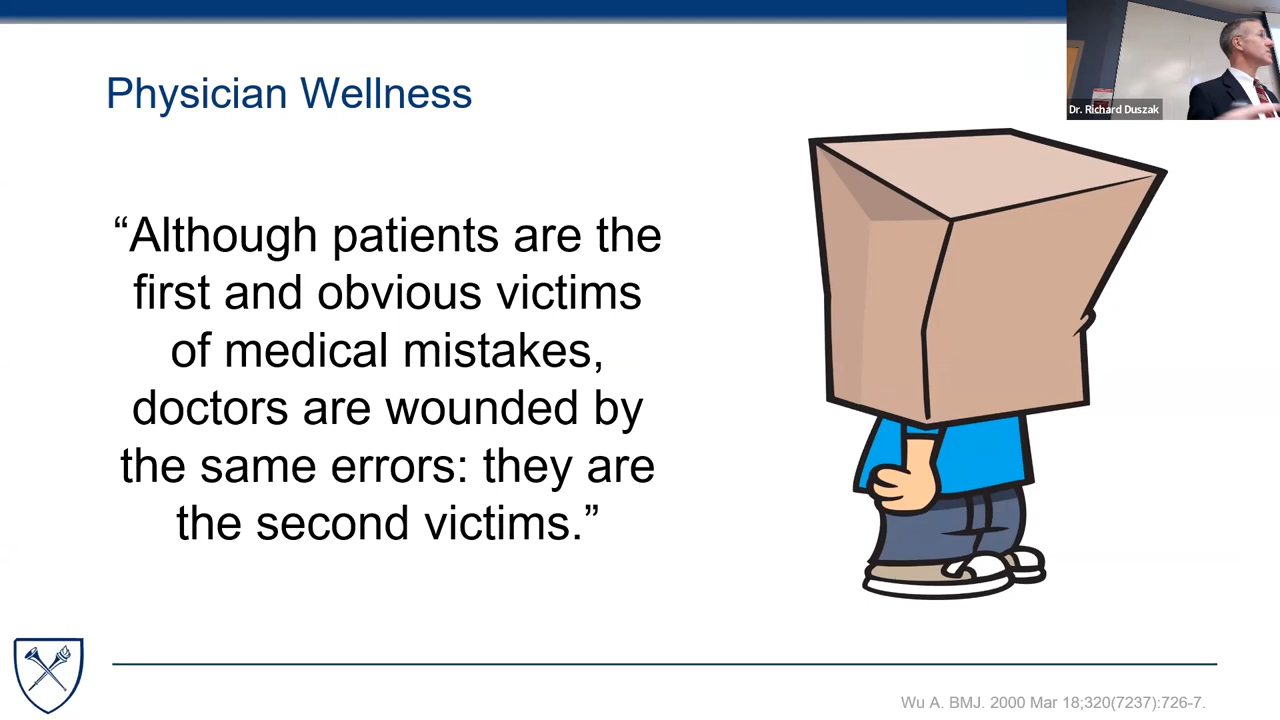 Physician Wellness
Dr. Richard Duszak
“Although patients are the
first and obvious victims
of medical mistakes,
doctors are wounded by
the same errors: they are
the second victims.”
Wu A. BMJ. 2000 Mar 18;320(7237):726-7.